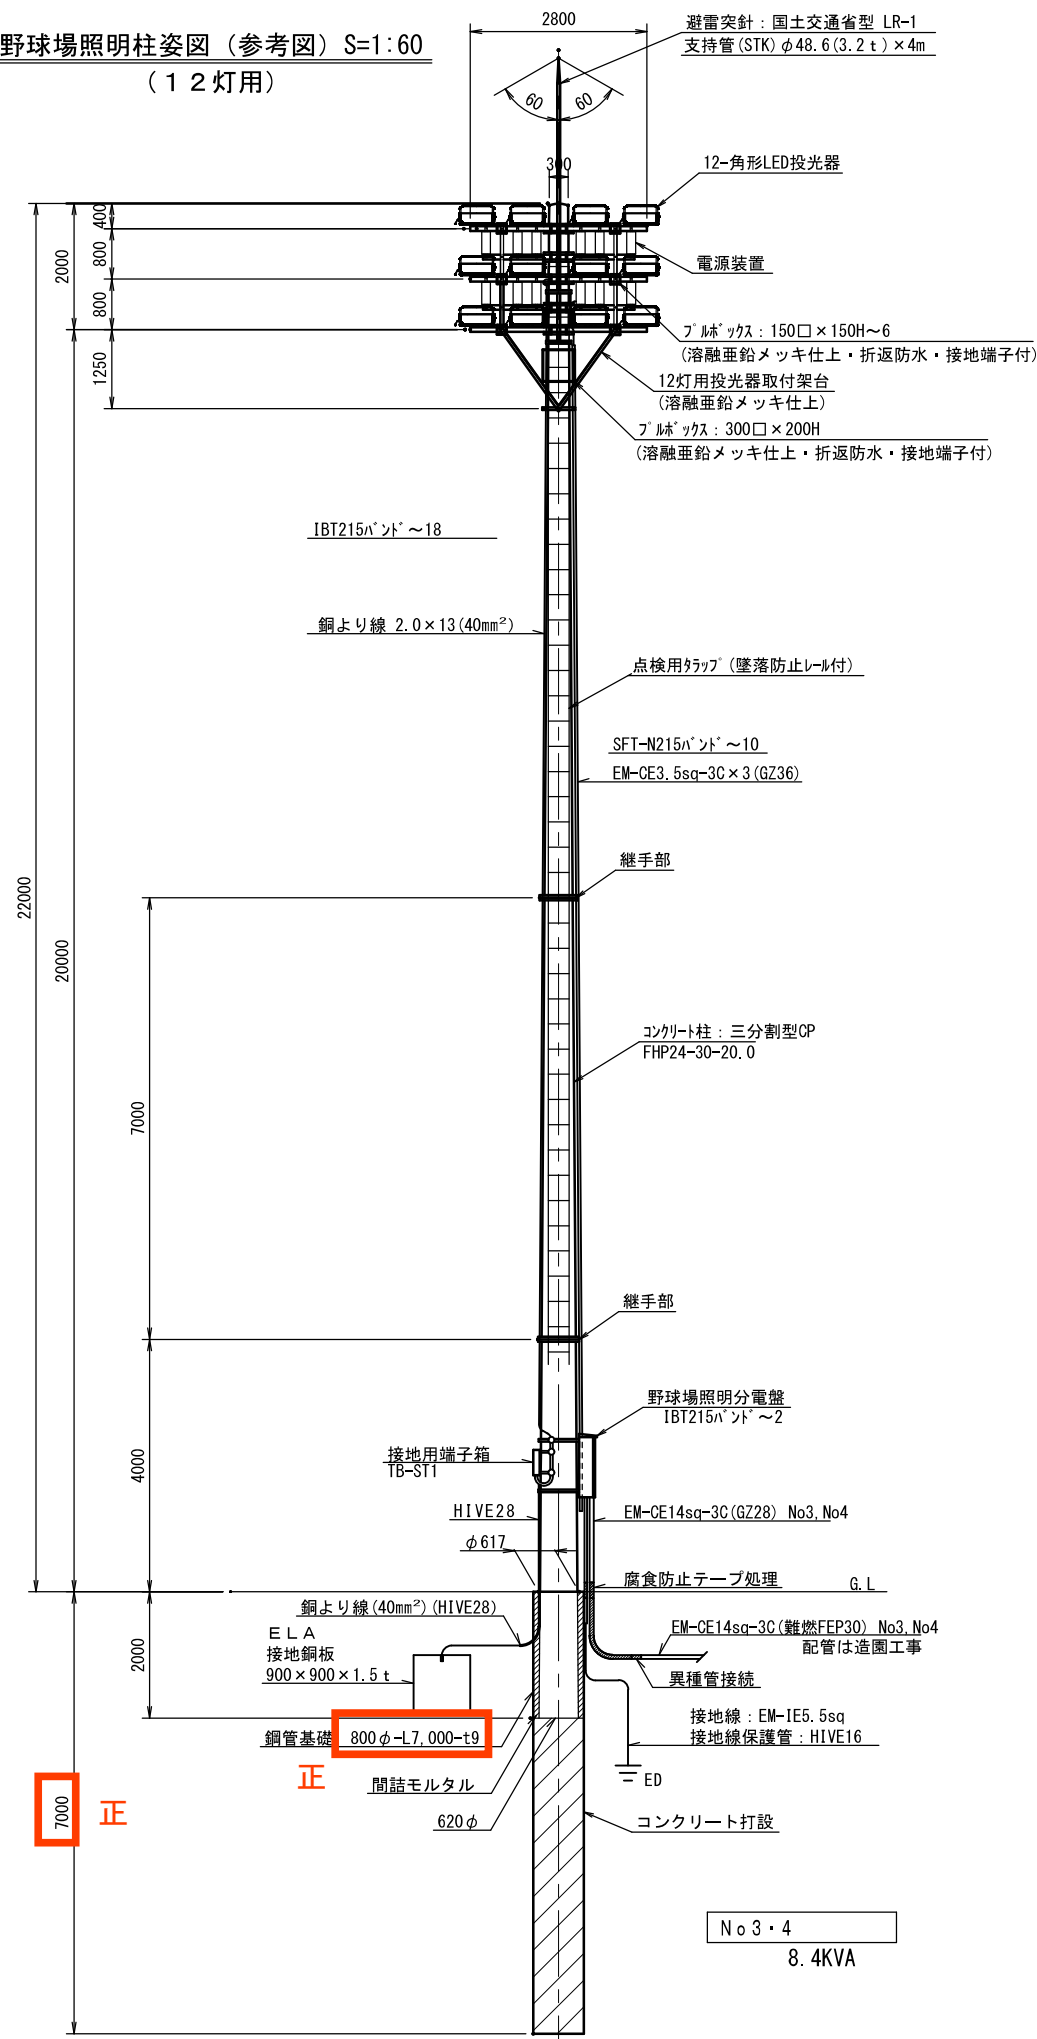 野球場照明柱姿図（参考図）S=1:60
（１２灯用）
2800
避雷突針：国土交通省型 LR-1
支持管(STK)φ48.6(3.2ｔ)×4m
60
60
300
12-角形LED投光器
400
800
2000
電源装置
800
ﾌﾟﾙﾎﾞｯｸｽ：150□×150H～6
(溶融亜鉛メッキ仕上・折返防水・接地端子付)
1250
12灯用投光器取付架台
(溶融亜鉛メッキ仕上)
ﾌﾟﾙﾎﾞｯｸｽ：300□×200H
(溶融亜鉛メッキ仕上・折返防水・接地端子付)
IBT215ﾊﾞﾝﾄﾞ～18
銅より線 2.0×13(40mm²)
点検用ﾀﾗｯﾌﾟ(墜落防止ﾚｰﾙ付)
SFT-N215ﾊﾞﾝﾄﾞ～10
EM-CE3.5sq-3C×3(GZ36)
継手部
22000
20000
コンクリート柱：三分割型CP
FHP24-30-20.0
7000
継手部
野球場照明分電盤
IBT215ﾊﾞﾝﾄﾞ～2
接地用端子箱
TB-ST1
4000
HIVE28
EM-CE14sq-3C(GZ28) No3,No4
φ617
腐食防止テープ処理
G.L
銅より線(40mm²)(HIVE28)
EM-CE14sq-3C(難燃FEP30) No3,No4
配管は造園工事
ＥＬＡ
接地銅板
900×900×1.5ｔ
2000
異種管接続
接地線：EM-IE5.5sq
接地線保護管：HIVE16
鋼管基礎 800φ-L7,000-t9
正
ED
間詰モルタル
7000
正
620φ
コンクリート打設
Ｎｏ３・４
8.4KVA